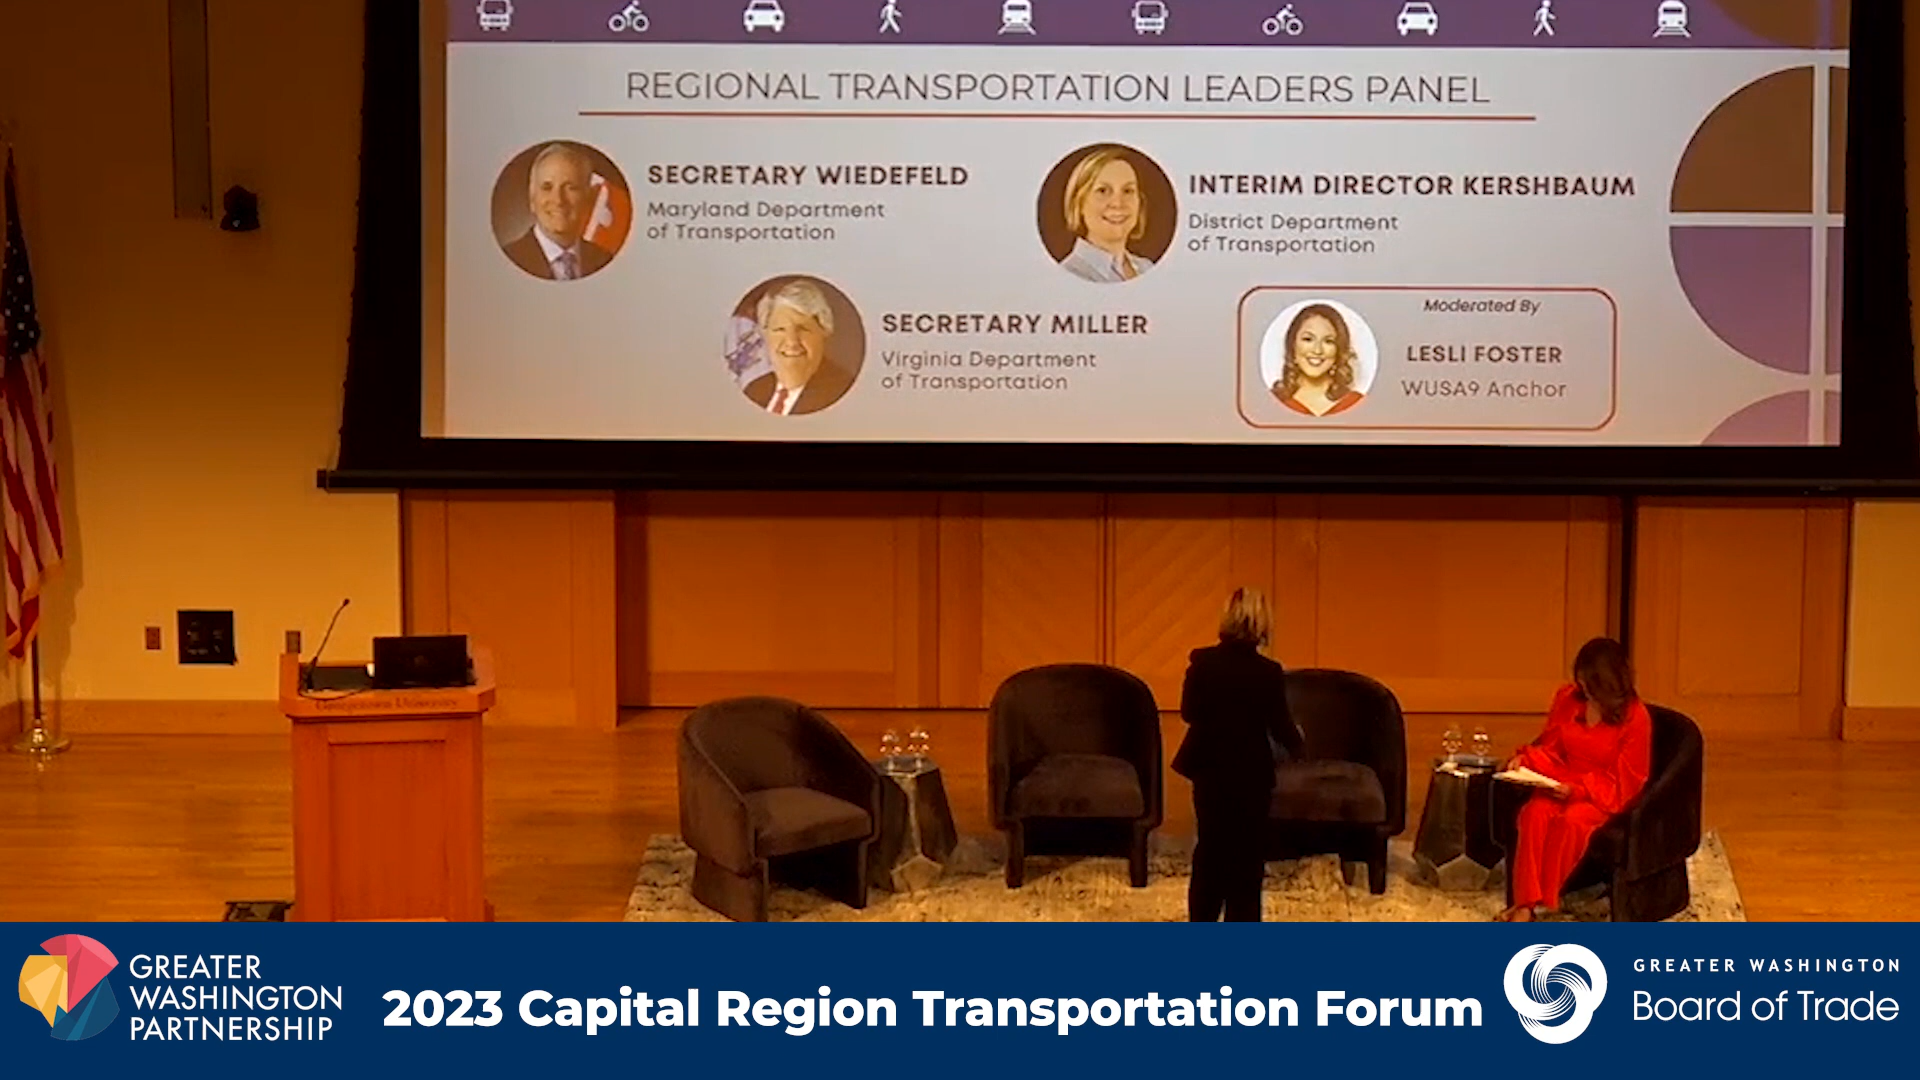 REGIONAL TRANSPORTATION LEADERS PANEL
SECRETARY WIEDEFELD
Maryland Department
of Transportation
INTERIM DIRECTOR KERSHBAUM
District Department
of Transportation
SECRETARY MILLER
Virginia Department
of Transportation
Moderated By
LESLI FOSTER
WUSA9 Anchor
Georgetown University
GREATER
WASHINGTON
PARTNERSHIP
2023 Capital Region Transportation Forum
GREATER WASHINGTON
Board of Trade